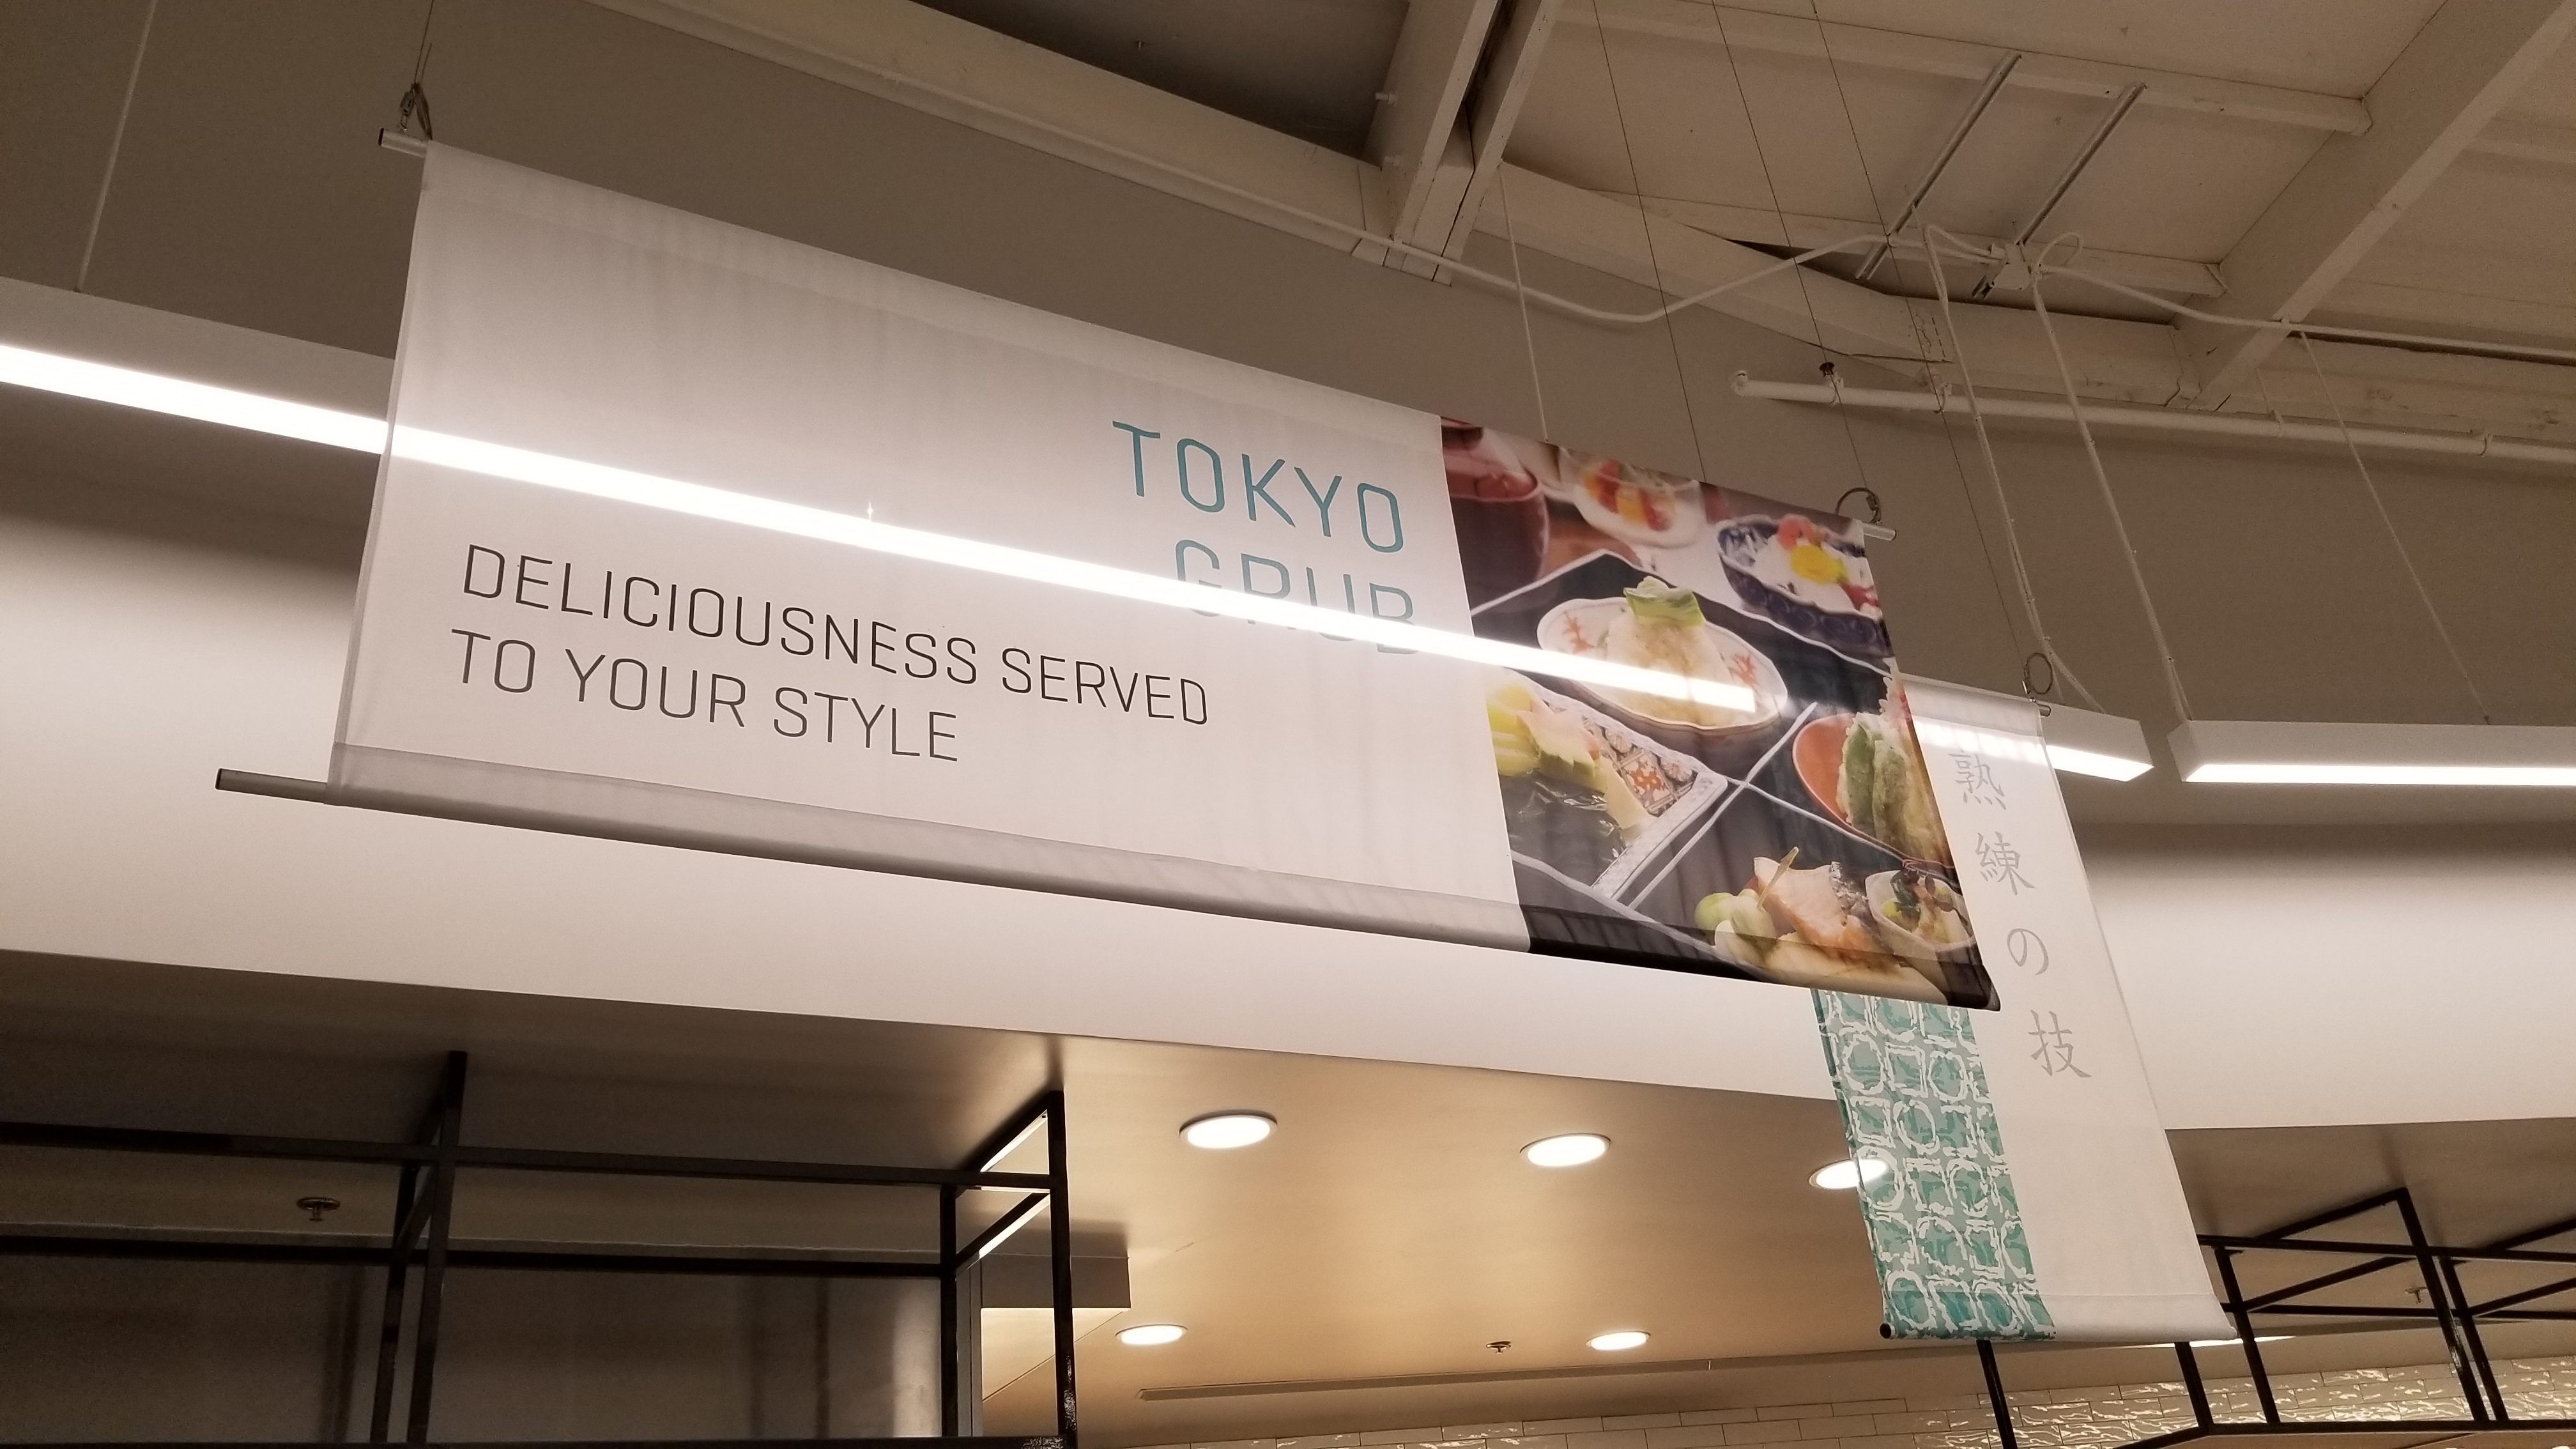 TOKYO
GRUB
DELICIOUSNESS SERVED
TO YOUR STYLE
熟練の技